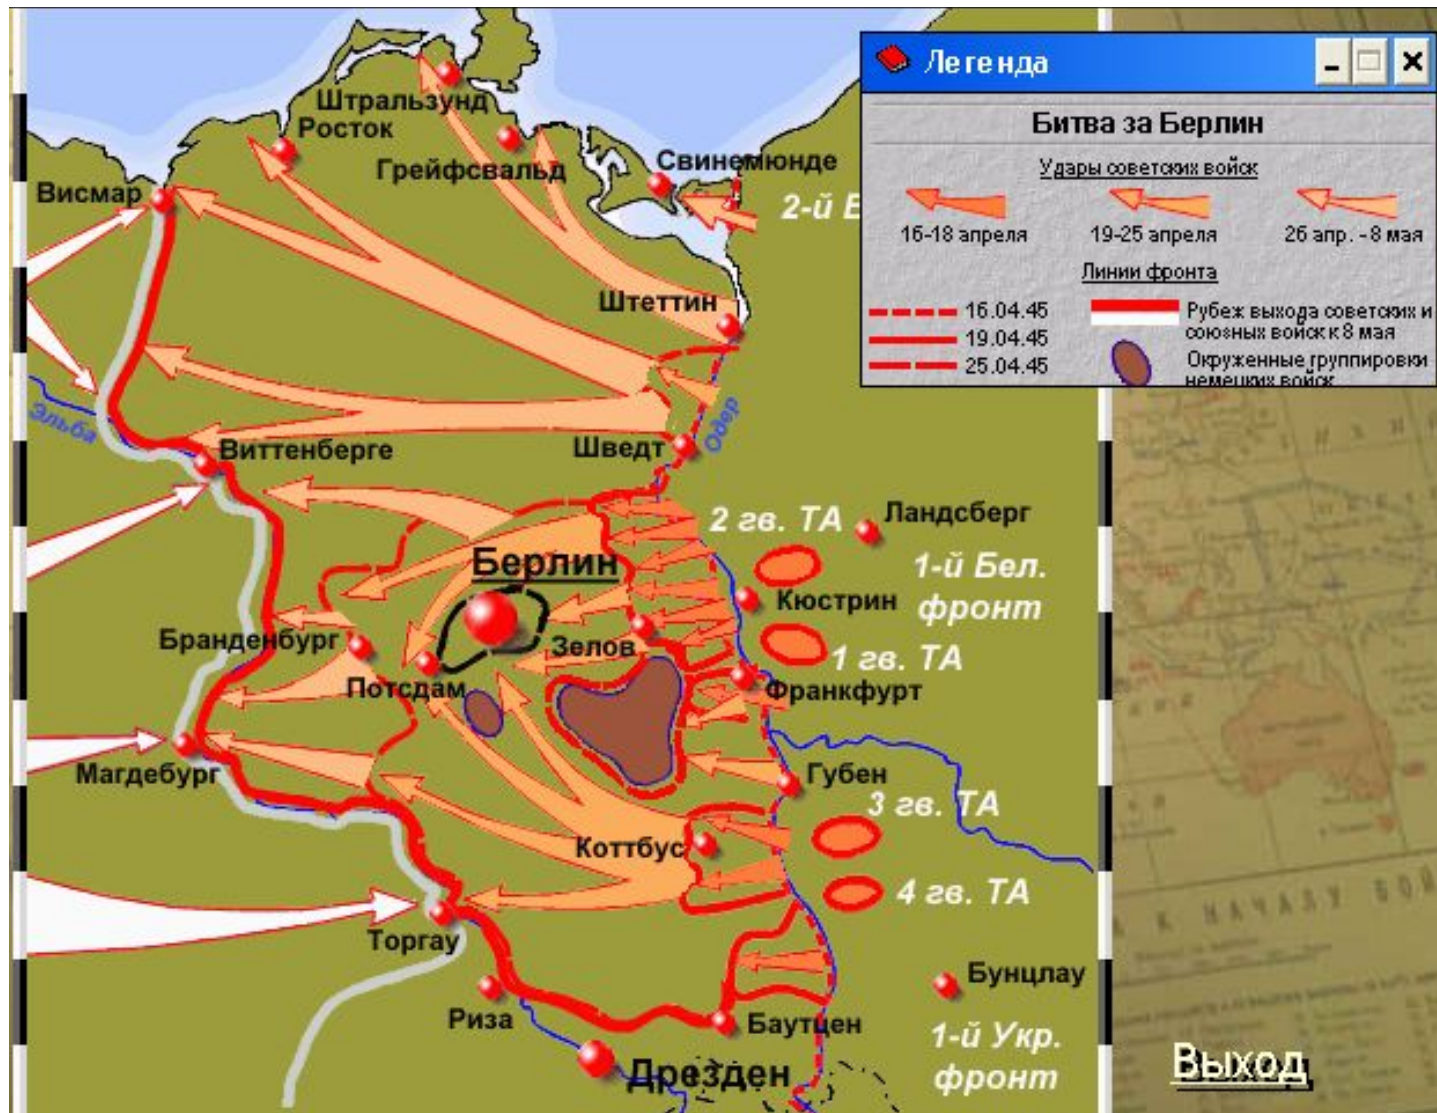 Легенда
Битва за Берлин
Удары советских войск
16-18 апреля
19-25 апреля
26 апр. - 8 мая
Линии фронта
16.04.45
19.04.45
25.04.45
Рубеж выхода советских и
союзных войск к 8 мая
Окруженные группировки
немецких войск
Штральзунд
Росток
Грейфсвальд
Свинемюнде
Висмар
2-й
Штеттин
Эльба
Виттенберге
Шведт
Одер
2 гв. ТА
Ландсберг
Берлин
1-й Бел.
фронт
Кюстрин
Бранденбург
Зелов
1 гв. ТА
Потсдам
Франкфурт
Магдебург
Губен
3 гв. ТА
Коттбус
4 гв. ТА
Торгау
Бунцлау
Риза
Баутцен
1-й Укр.
фронт
Дрезден
К НАЧАЛУ
Выход